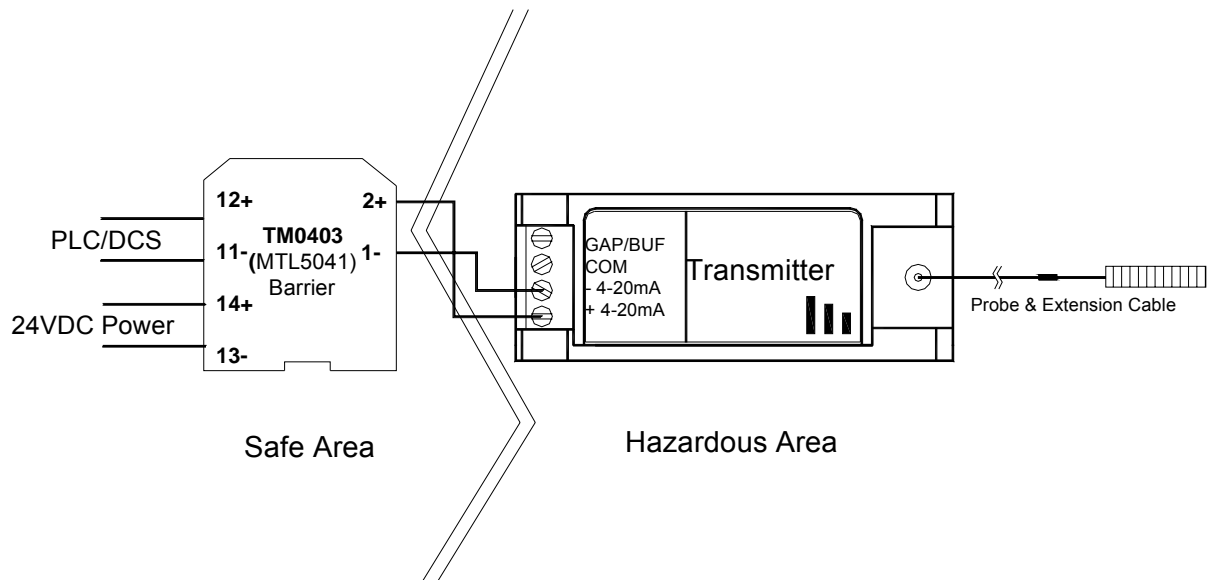 12+
2+
PLC/DCS
TM0403
11-
(MTL5041)
1-
Barrier
14+
24VDC Power
13-
GAP/BUF
COM
- 4-20mA
+ 4-20mA
Transmitter
Probe & Extension Cable
Safe Area
Hazardous Area